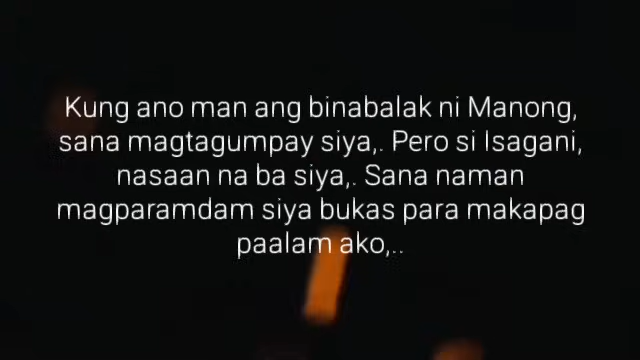 Kung ano man ang binabalak ni Manong,
sana magtagumpay siya,. Pero si Isagani,
nasaan na ba siya,. Sana naman
magparamdam siya bukas para makapag
paalam ako,..